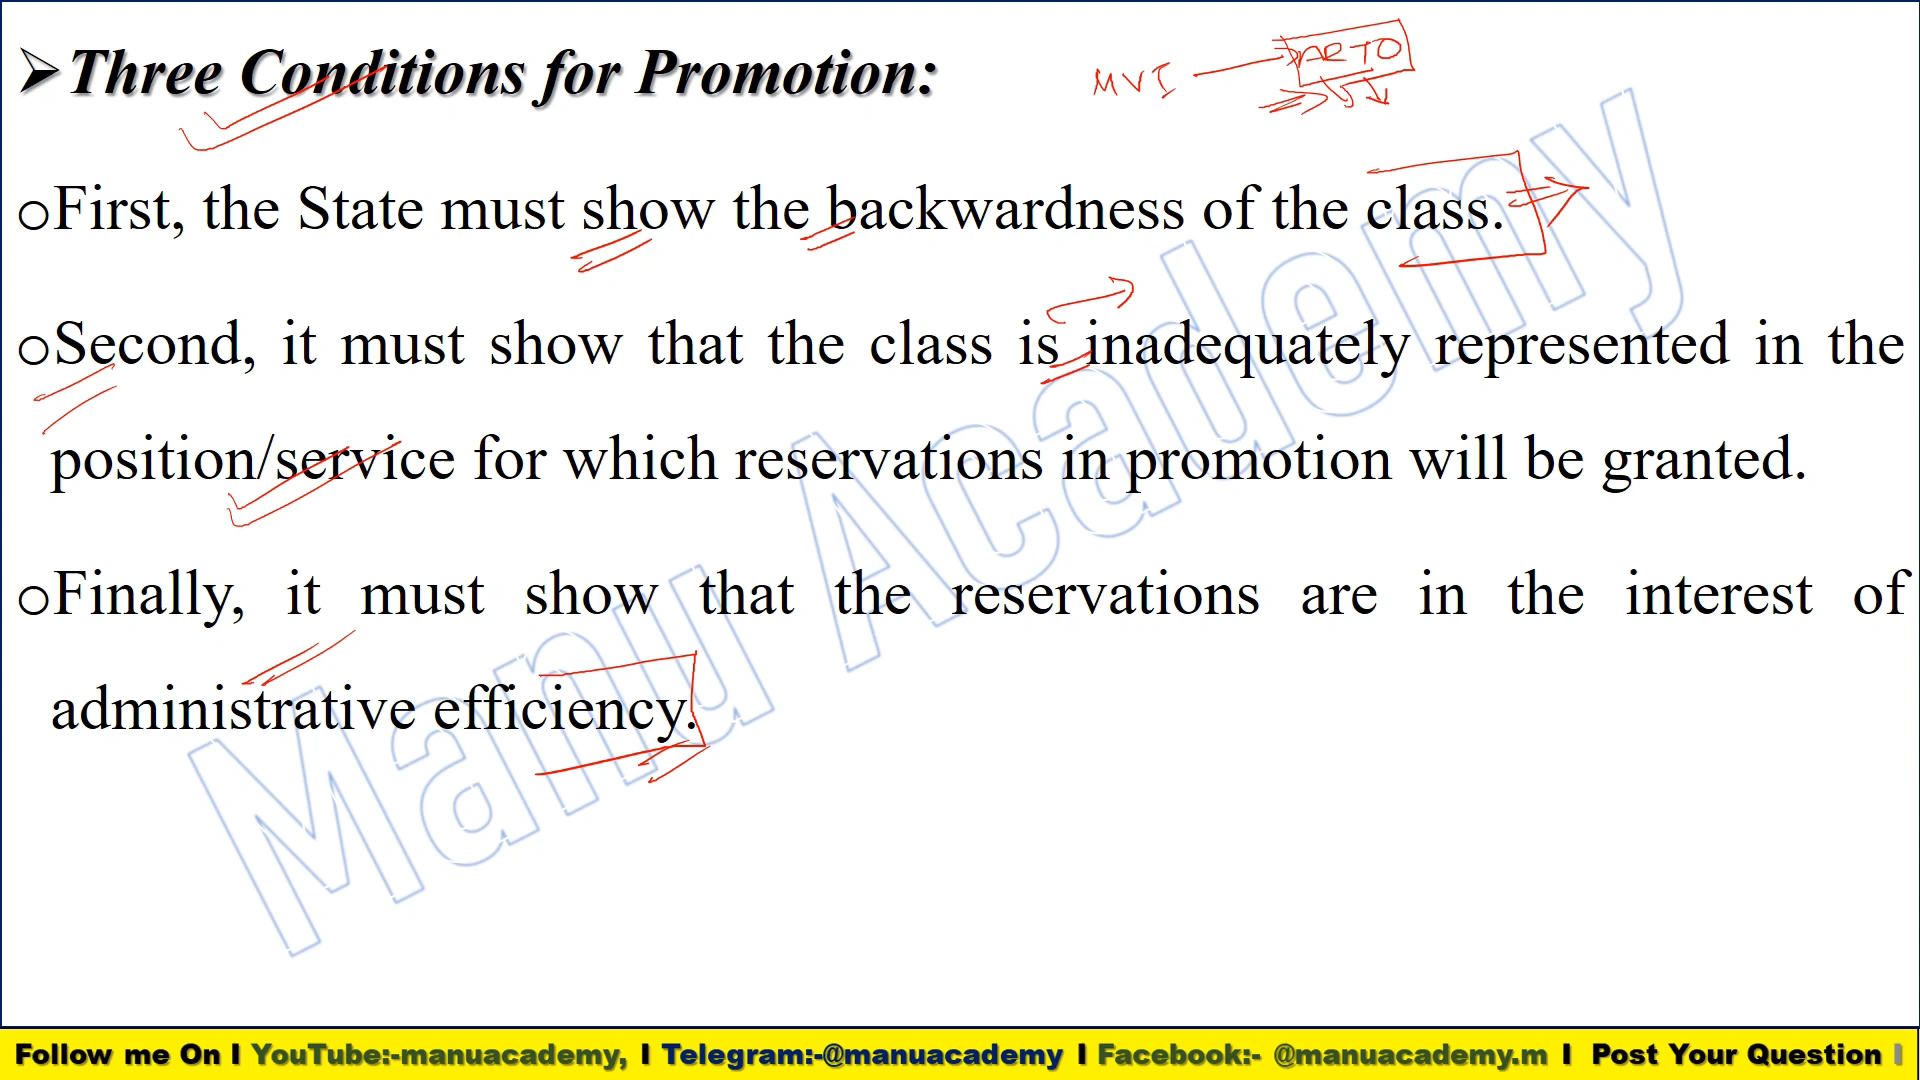 ➢Three Conditions for Promotion:
MVI
ARTO
oFirst, the State must show the backwardness of the class.
oSecond, it must show that the class is inadequately represented in the
position/service for which reservations in promotion will be granted.
oFinally, it must show that the reservations are in the interest of
administrative efficiency.
Manu Academy
Follow me On I YouTube:-manuacademy, I Telegram:-@manuacademy I Facebook:- @manuacademy.m I Post Your Question I